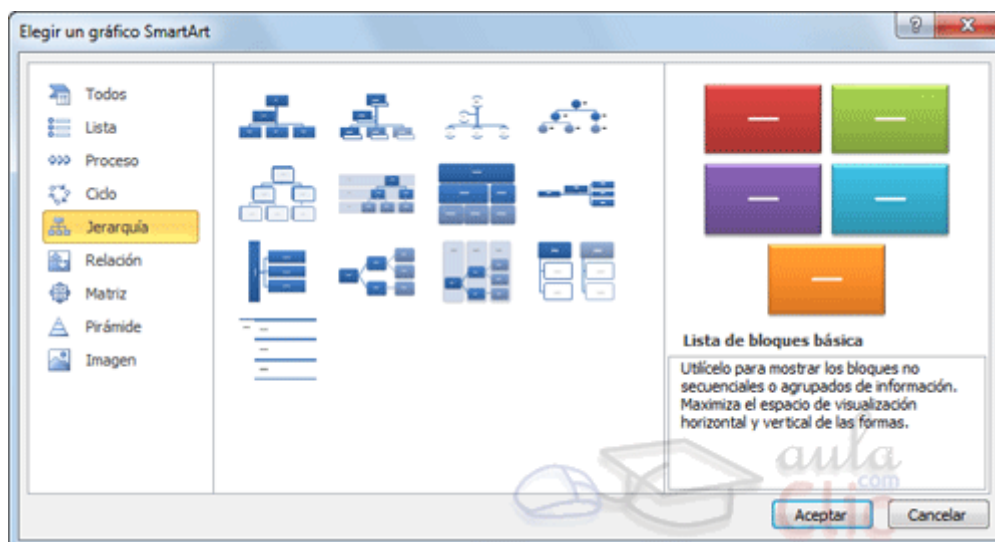 Elegir un gráfico SmartArt
Todos
Lista
Proceso
Ciclo
Jerarquía
Relación
Matriz
Pirámide
Imagen
Lista de bloques básica
Utilícelo para mostrar los bloques no
secuenciales o agrupados de información.
Maximiza el espacio de visualización
horizontal y vertical de las formas.
aula
.com
Clic
Aceptar
Cancelar